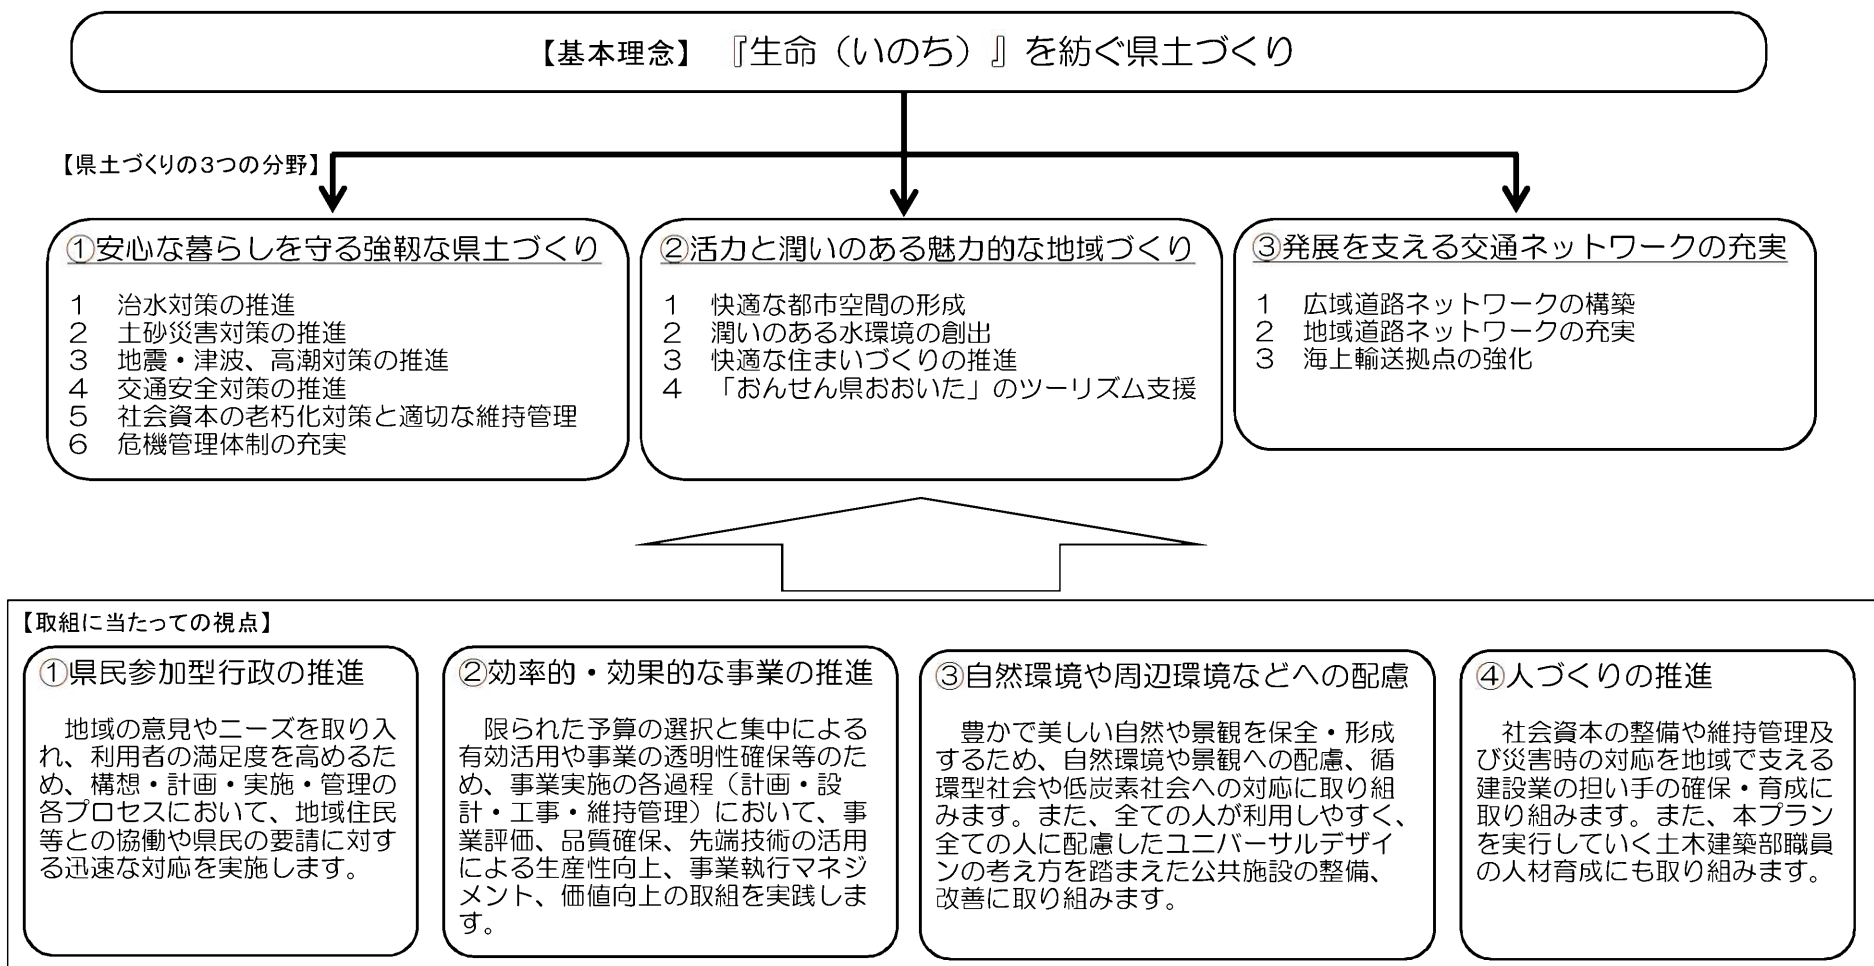 【基本理念】 『生命（いのち）』を紡ぐ県土づくり
【県土づくりの3つの分野】
①安心な暮らしを守る強靱な県土づくり
1 治水対策の推進
2 土砂災害対策の推進
3 地震・津波、高潮対策の推進
4 交通安全対策の推進
5 社会資本の老朽化対策と適切な維持管理
6 危機管理体制の充実
②活力と潤いのある魅力的な地域づくり
1 快適な都市空間の形成
2 潤いのある水環境の創出
3 快適な住まいづくりの推進
4 「おんせん県おおいた」のツーリズム支援
③発展を支える交通ネットワークの充実
1 広域道路ネットワークの構築
2 地域道路ネットワークの充実
3 海上輸送拠点の強化
【取組に当たっての視点】
①県民参加型行政の推進
地域の意見やニーズを取り入
れ、利用者の満足度を高めるた
め、構想・計画・実施・管理の
各プロセスにおいて、地域住民
等との協働や県民の要請に対す
る迅速な対応を実施します。
②効率的・効果的な事業の推進
限られた予算の選択と集中による
有効活用や事業の透明性確保等のた
め、事業実施の各過程（計画・設
計・工事・維持管理）において、事
業評価、品質確保、先端技術の活用
による生産性向上、事業執行マネジ
メント、価値向上の取組を実践しま
す。
③自然環境や周辺環境などへの配慮
豊かで美しい自然や景観を保全・形成
するため、自然環境や景観への配慮、循
環型社会や低炭素社会への対応に取り組
みます。また、全ての人が利用しやすく、
全ての人に配慮したユニバーサルデザイ
ンの考え方を踏まえた公共施設の整備、
改善に取り組みます。
④人づくりの推進
社会資本の整備や維持管理及
び災害時の対応を地域で支える
建設業の担い手の確保・育成に
取り組みます。また、本プラン
を実行していく土木建築部職員
の人材育成にも取り組みます。